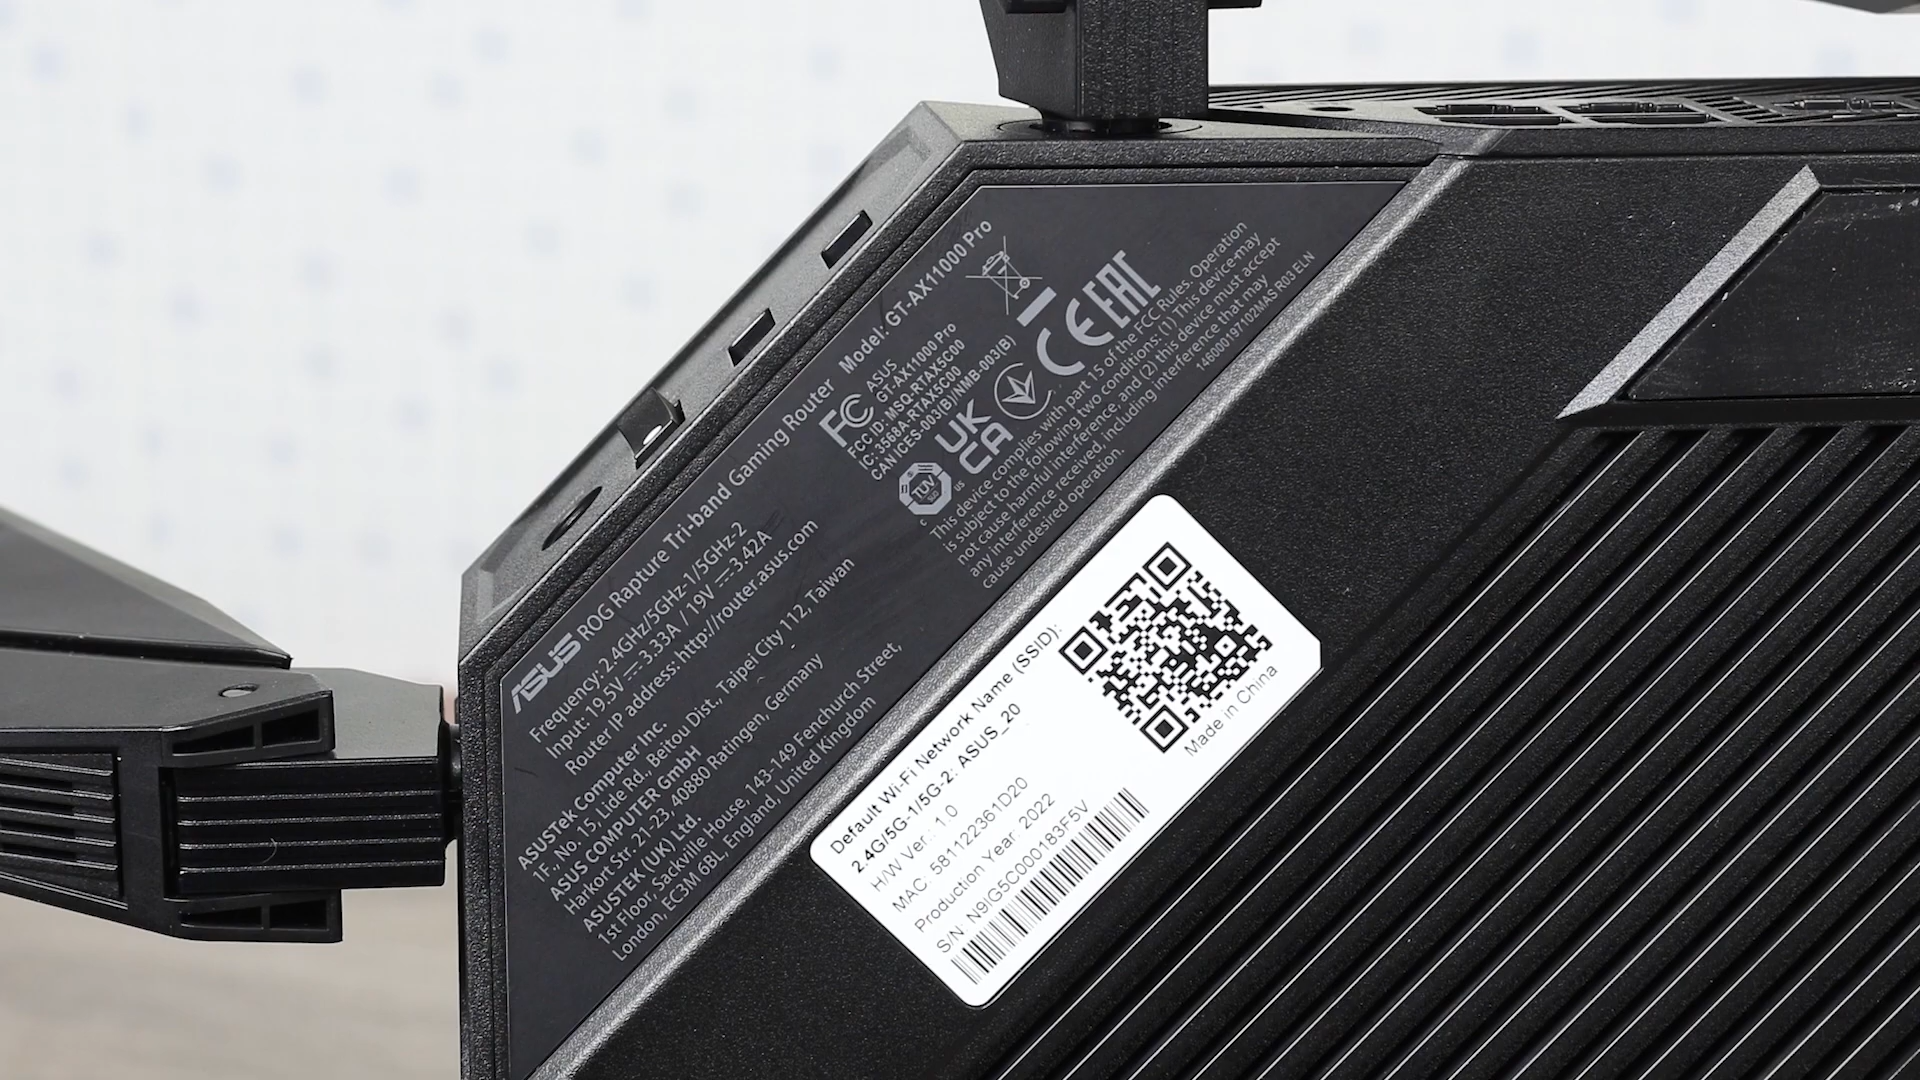 ASUS ROG Rapture Tri-band Gaming Router Model: GT-AX11000 Pro
Frequency: 2.4GHz/5GHz-1/5GHz-2
Input: 19.5V ⎓ 3.33A / 19V ⎓ 3.42A
Router IP address: http://router.asus.com
ASUSTek Computer Inc.
1F., No. 15, Lide Rd., Beitou Dist., Taipei City 112, Taiwan
ASUS COMPUTER GmbH
Harkort Str. 21-23, 40880 Ratingen, Germany
ASUSTEK (UK) Ltd.
1st Floor, Sackville House, 143-149 Fenchurch Street,
London, EC3M 6BL, England, United Kingdom
FC
ASUS
GT-AX11000 Pro
FCC ID: MSQ-RTAX5C00
IC: 3568A-RTAX5C00
CAN ICES-003(B)/NMB-003(B)
TÜV
SUD
C US
UK
CA
CE EAC
This device complies with part 15 of the FCC Rules. Operation
is subject to the following two conditions: (1) This device may
not cause harmful interference, and (2) this device must accept
any interference received, including interference that may
cause undesired operation.
1460001971O2MAS R03 ELN
Default Wi-Fi Network Name (SSID):
2.4G/5G-1/5G-2: ASUS_20
H/W Ver.: 1.0
MAC: 581122361D20
Production Year: 2022
S/N: N9IG5C000183F5V
Made in China